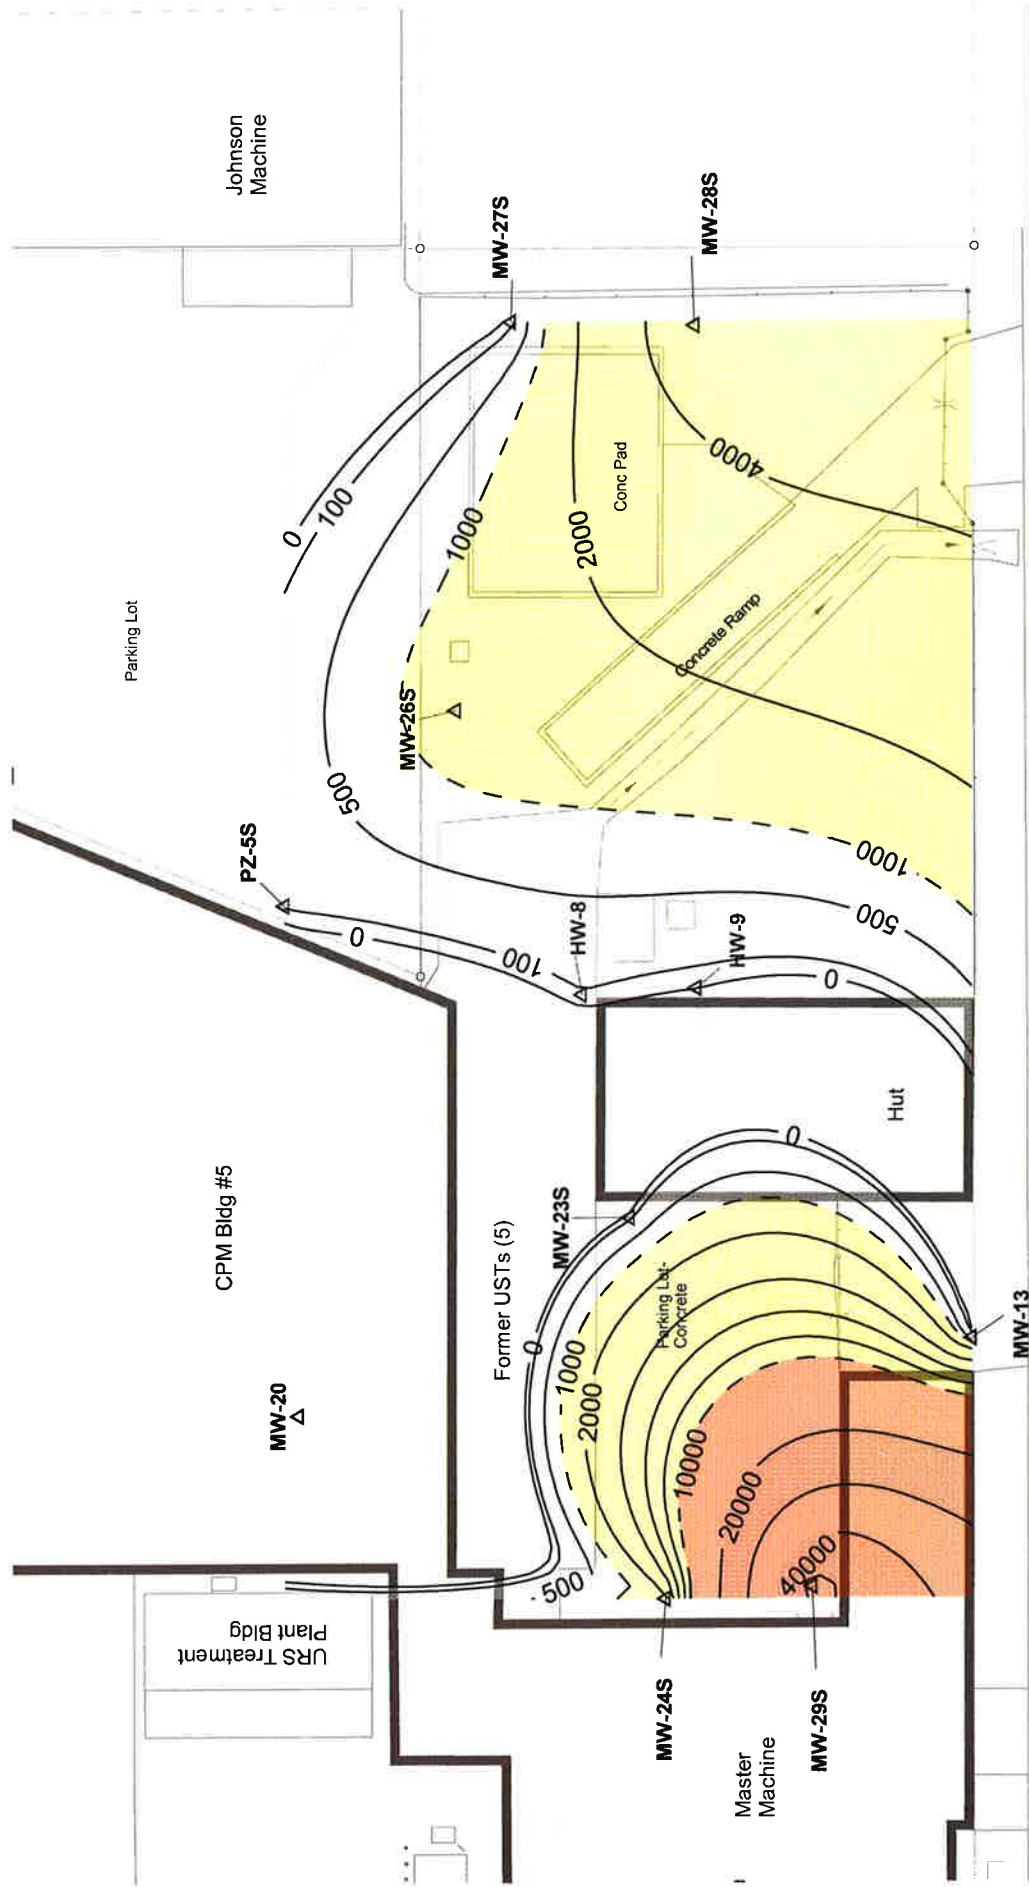 Johnson
Machine
MW-27S
MW-28S
0
100
1000
4000
Conc Pad
2000
Parking Lot
Concrete Ramp
MW-26S
500
1000
PZ-5S
500
HW-8
0
100
HW-9
0
Hut
CPM Bldg #5
MW-23S
Former USTs (5)
0
Parking Lot-
Concrete
MW-13
0
1000
2000
MW-20
10000
20000
40000
500
URS Treatment
Plant Bldg
MW-24S
MW-29S
Master
Machine